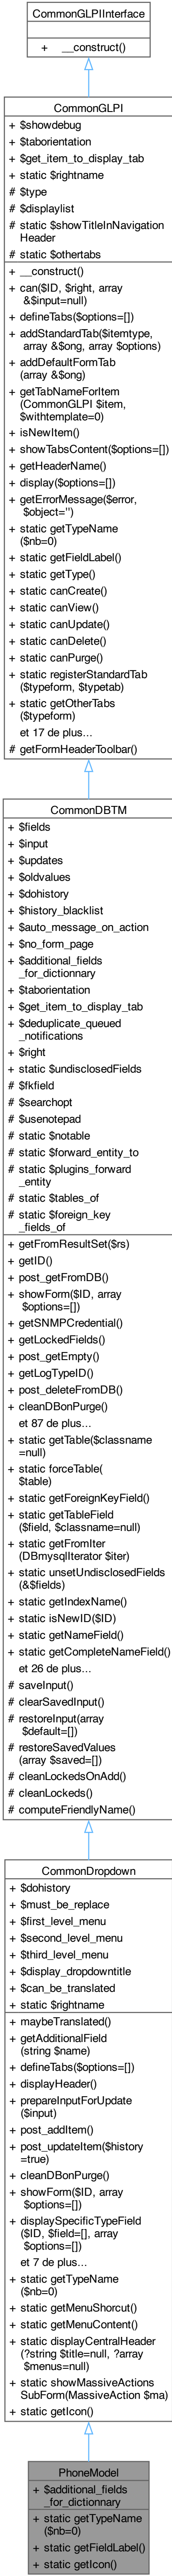 CommonGLPIInterface
+ __construct()
CommonGLPI
+ $showdebug
+ $taborientation
+ $get_item_to_display_tab
+ static $rightname
# $type
# $displaylist
# static $showTitleInNavigation
Header
# static $othertabs
+ __construct()
+ can($ID, $right, array
&$input=null)
+ defineTabs($options=[])
+ addStandardTab($itemtype,
array &$ong, array $options)
+ addDefaultFormTab
(array &$ong)
+ getTabNameForItem
(CommonGLPI $item,
$withtemplate=0)
+ isNewItem()
+ showTabsContent($options=[])
+ getHeaderName()
+ display($options=[])
+ getErrorMessage($error,
$object='')
+ static getTypeName
($nb=0)
+ static getFieldLabel()
+ static getType()
+ static canCreate()
+ static canView()
+ static canUpdate()
+ static canDelete()
+ static canPurge()
+ static registerStandardTab
($typeform, $typetab)
+ static getOtherTabs
($typeform)
et 17 de plus...
# getFormHeaderToolbar()
CommonDBTM
+ $fields
+ $input
+ $updates
+ $oldvalues
+ $dohistory
+ $history_blacklist
+ $auto_message_on_action
+ $no_form_page
+ $additional_fields
_for_dictionnary
+ $taborientation
+ $get_item_to_display_tab
+ $deduplicate_queued
_notifications
+ $right
+ static $undisclosedFields
# $fkfield
# $searchopt
# $usenotepad
# static $notable
# static $forward_entity_to
# static $plugins_forward
_entity
# static $tables_of
# static $foreign_key
_fields_of
+ getFromResultSet($rs)
+ getID()
+ post_getFromDB()
+ showForm($ID, array
$options=[])
+ getSNMPCredential()
+ getLockedFields()
+ post_getEmpty()
+ getLogTypeID()
+ post_deleteFromDB()
+ cleanDBonPurge()
et 87 de plus...
+ static getTable($classname
=null)
+ static forceTable(
$table)
+ static getForeignKeyField()
+ static getTableField
($field, $classname=null)
+ static getFromIter
(DBmysqlIterator $iter)
+ static unsetUndisclosedFields
(&$fields)
+ static getIndexName()
+ static isNewID($ID)
+ static getNameField()
+ static getCompleteNameField()
et 26 de plus...
# saveInput()
# clearSavedInput()
# restoreInput(array
$default=[])
# restoreSavedValues
(array $saved=[])
# cleanLockedsOnAdd()
# cleanLockeds()
# computeFriendlyName()
CommonDropdown
+ $dohistory
+ $must_be_replace
+ $first_level_menu
+ $second_level_menu
+ $third_level_menu
+ $display_dropdowntitle
+ $can_be_translated
+ static $rightname
+ maybeTranslated()
+ getAdditionalField
(string $name)
+ defineTabs($options=[])
+ displayHeader()
+ prepareInputForUpdate
($input)
+ post_addItem()
+ post_updateItem($history
=true)
+ cleanDBonPurge()
+ showForm($ID, array
$options=[])
+ displaySpecificTypeField
($ID, $field=[], array
$options=[])
et 7 de plus...
+ static getTypeName
($nb=0)
+ static getMenuShorcut()
+ static getMenuContent()
+ static displayCentralHeader
(?string $title=null, ?array
$menus=null)
+ static showMassiveActions
SubForm(MassiveAction $ma)
+ static getIcon()
PhoneModel
+ $additional_fields
_for_dictionnary
+ static getTypeName
($nb=0)
+ static getFieldLabel()
+ static getIcon()